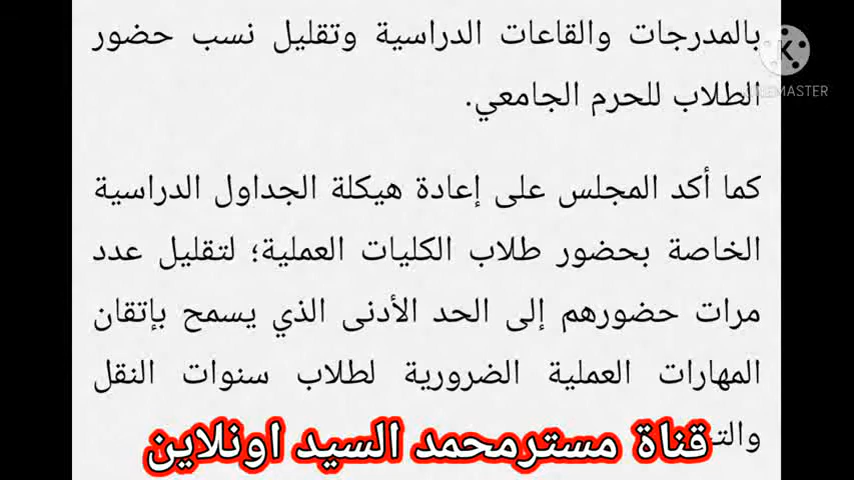 بالمدرجات والقاعات الدراسية وتقليل نسب حضور
الطلاب للحرم الجامعي.
كما أكد المجلس على إعادة هيكلة الجداول الدراسية
الخاصة بحضور طلاب الكليات العملية؛ لتقليل عدد
مرات حضورهم إلى الحد الأدنى الذي يسمح بإتقان
المهارات العملية الضرورية لطلاب سنوات النقل
قناة مسترمحمد السيد اونلاين
K
KINEMASTER